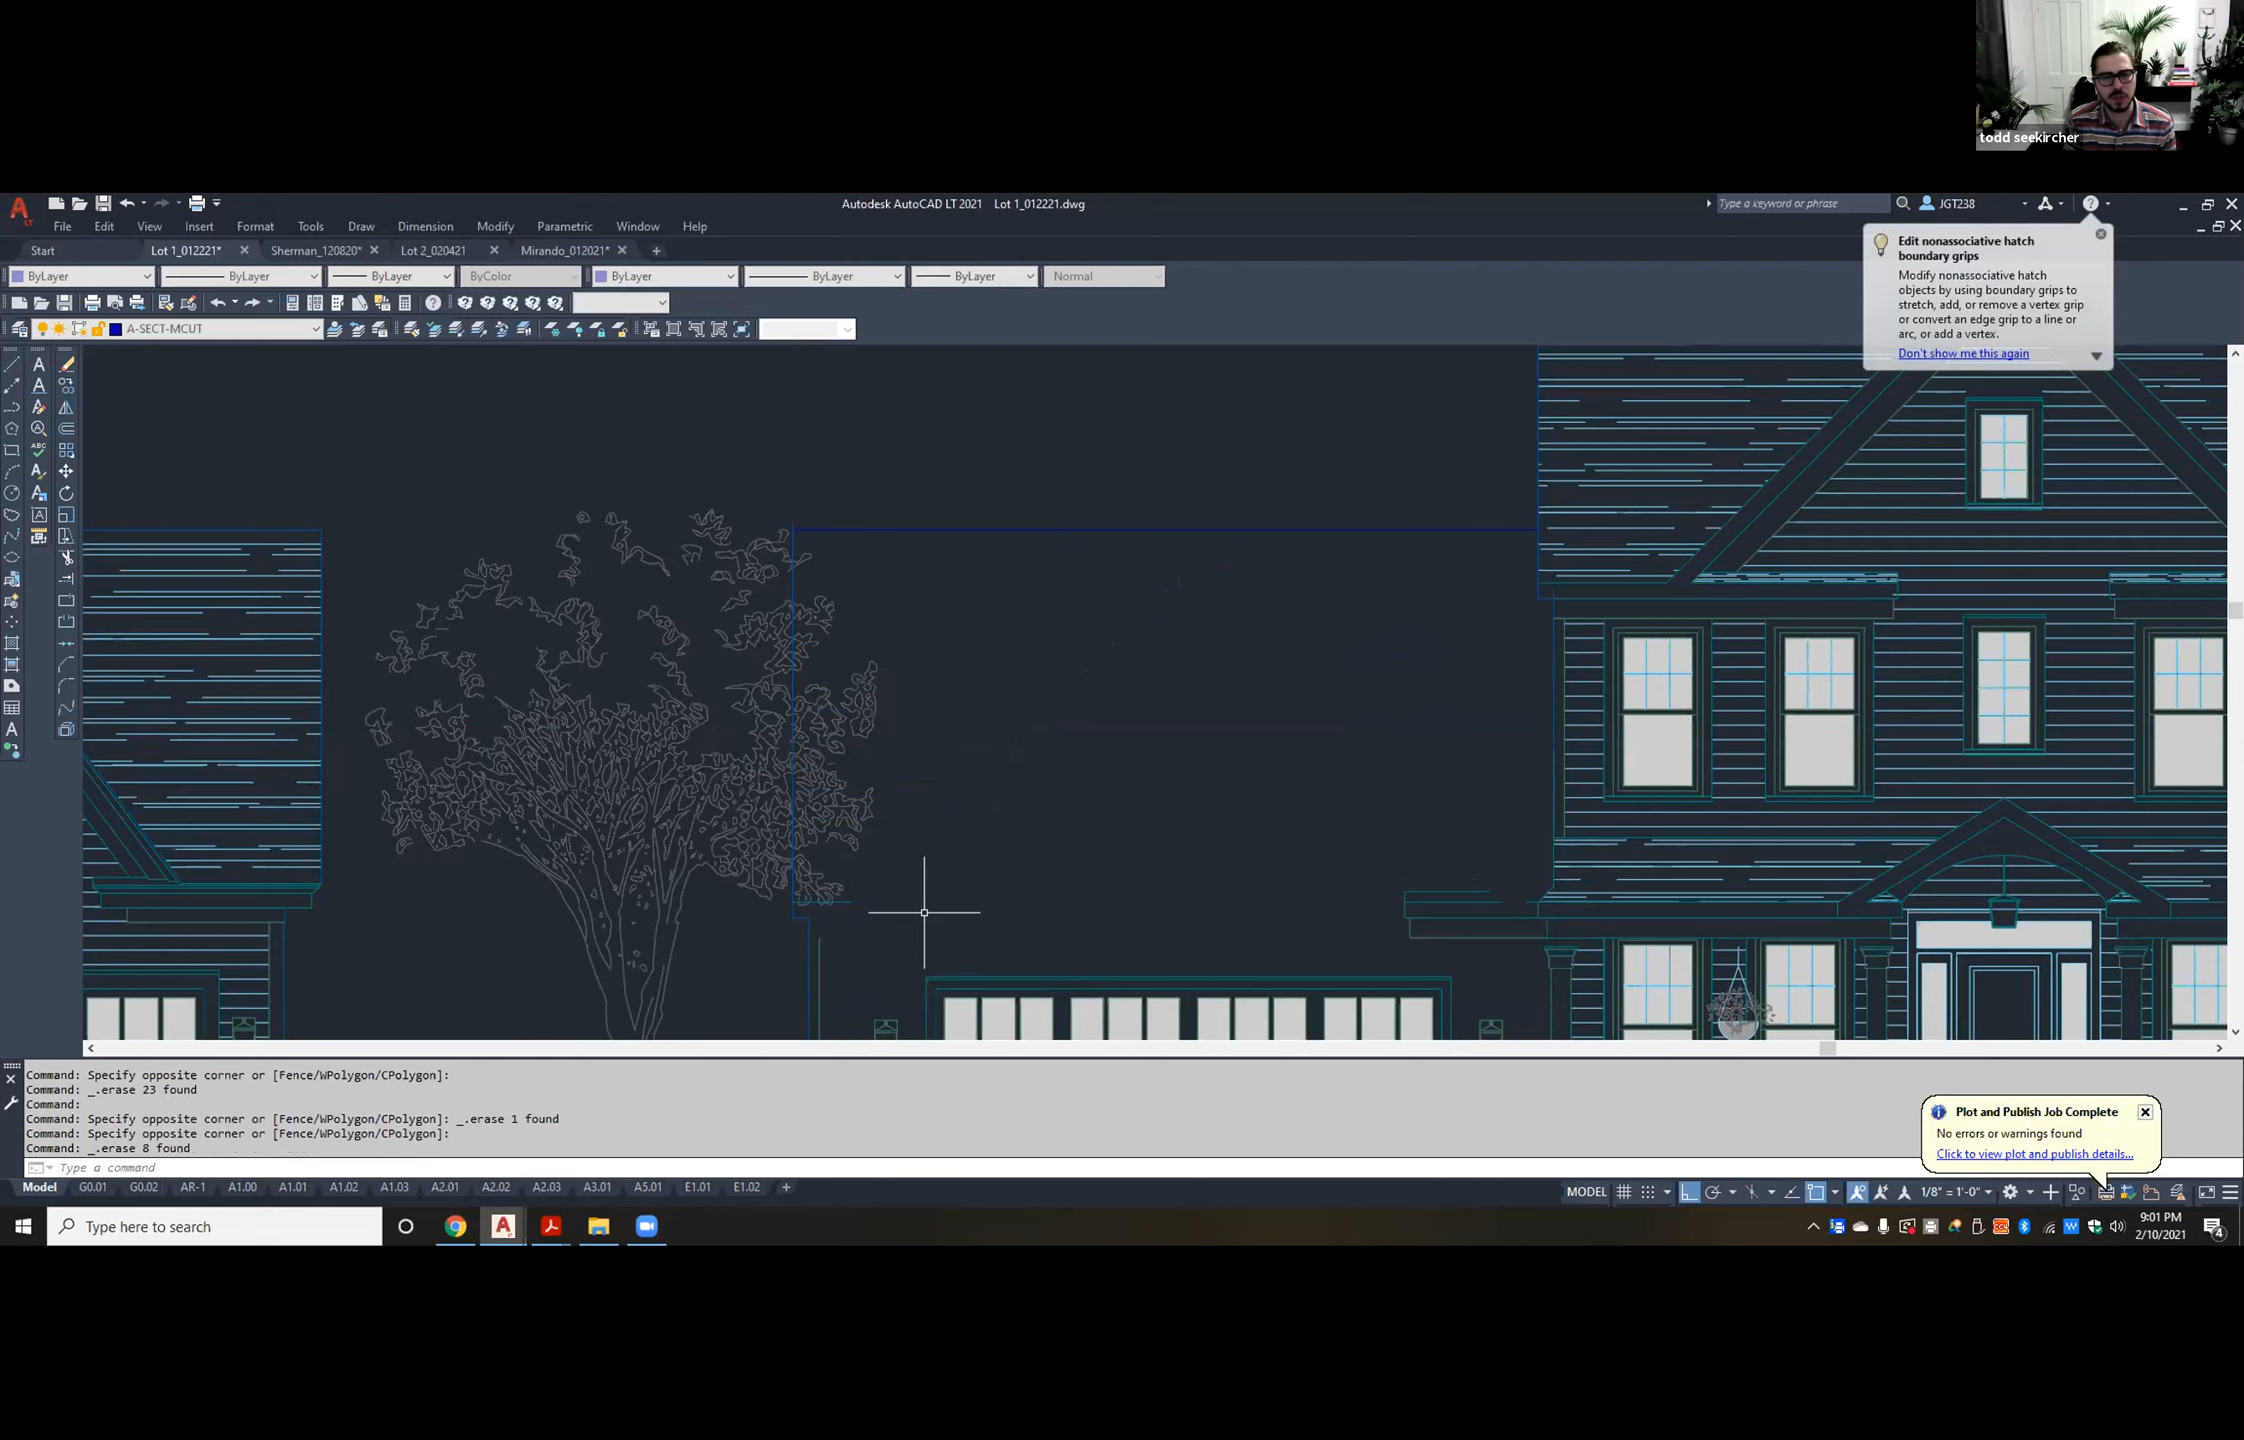 todd seekircher
Autodesk AutoCAD LT 2021 Lot 1_012221.dwg
Type a keyword or phrase
JGT238
File Edit View Insert Format Tools Draw Dimension Modify Parametric Window Help
Start Lot 1_012221* Sherman_120820* Lot 2_020421 Mirando_012021*
ByLayer ByLayer ByLayer ByColor ByLayer ByLayer ByLayer Normal
A-SECT-MCUT
Edit nonassociative hatch
boundary grips
Modify nonassociative hatch
objects by using boundary grips to
stretch, add, or remove a vertex grip
or convert an edge grip to a line or
arc, or add a vertex.
Don't show me this again
Command: Specify opposite corner or [Fence/WPolygon/CPolygon]:
Command: _.erase 23 found
Command:
Command: Specify opposite corner or [Fence/WPolygon/CPolygon]: _.erase 1 found
Command: Specify opposite corner or [Fence/WPolygon/CPolygon]:
Command: _.erase 8 found
Type a command
Plot and Publish Job Complete
No errors or warnings found
Click to view plot and publish details...
Model G0.01 G0.02 AR-1 A1.00 A1.01 A1.02 A1.03 A2.01 A2.02 A2.03 A3.01 A5.01 E1.01 E1.02
MODEL 1/8" = 1'-0"
Type here to search
9:01 PM
2/10/2021
4